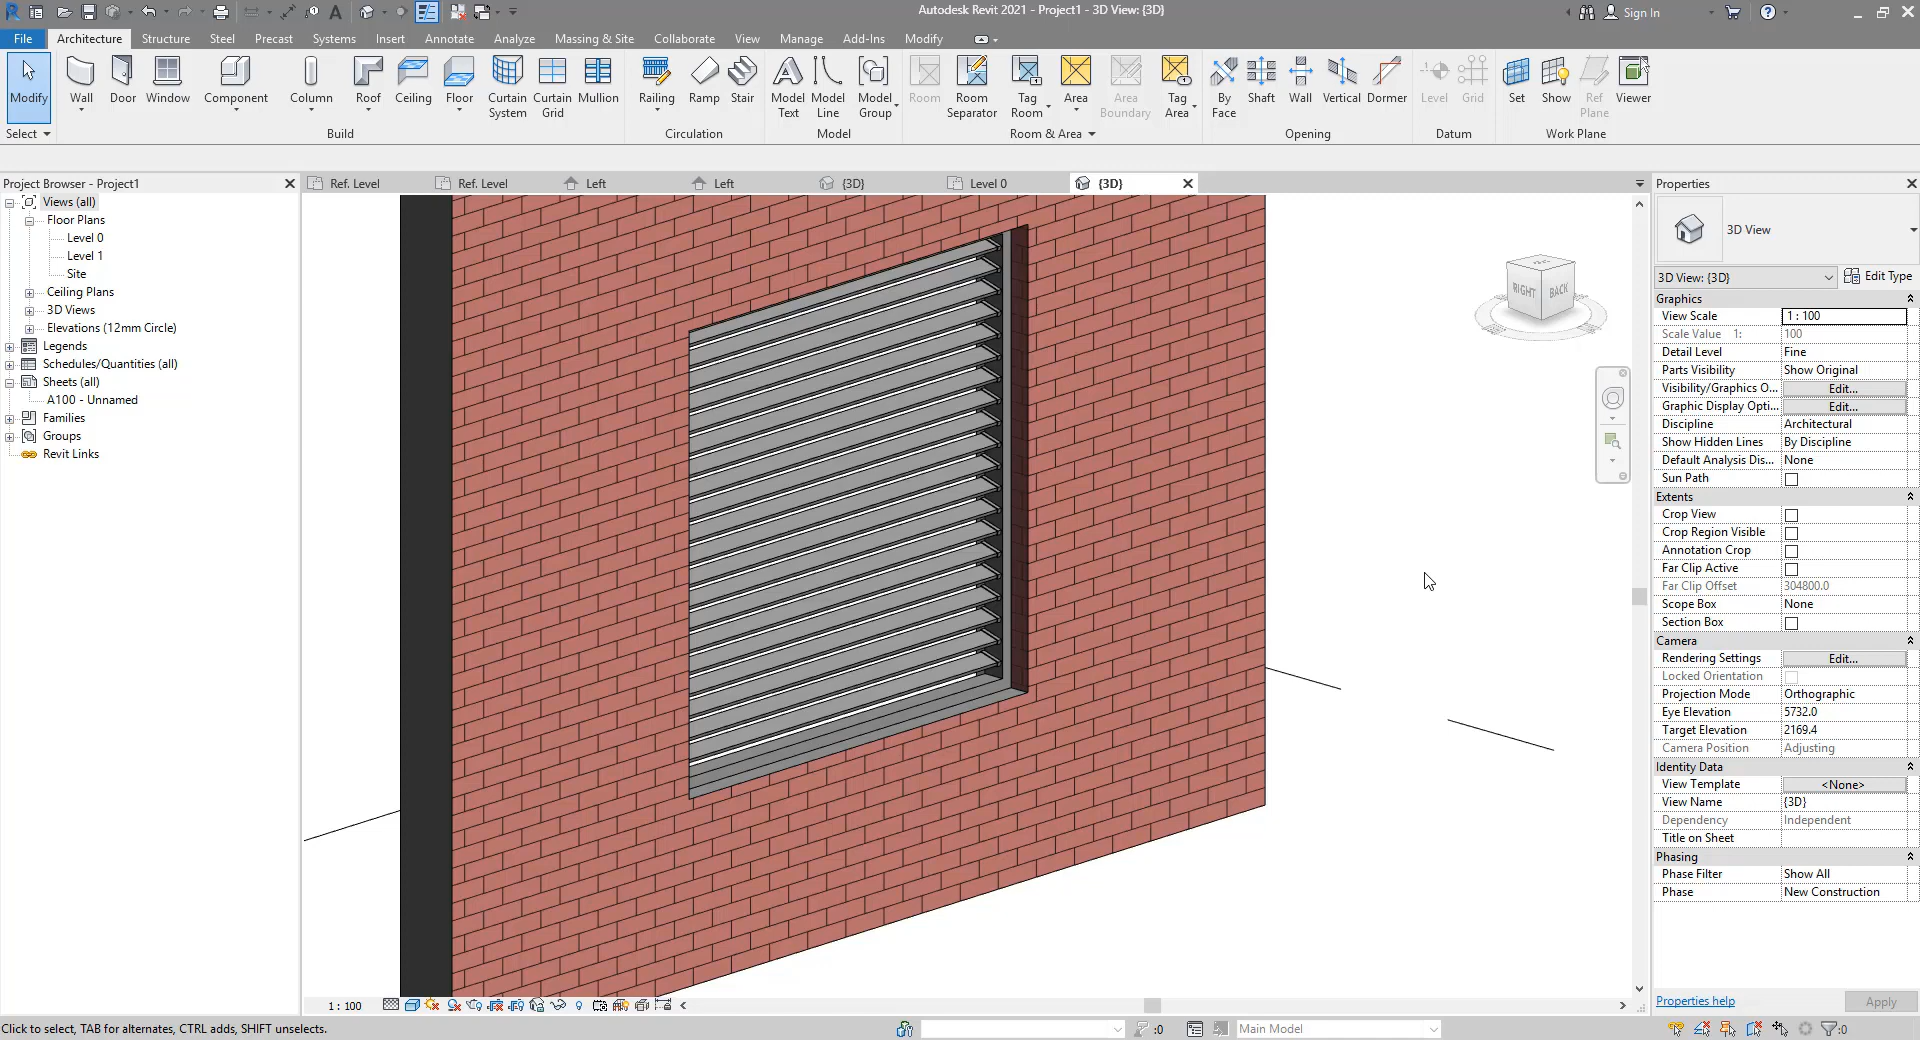 Autodesk Revit 2021 - Project1 - 3D View: {3D}
Sign In
File Architecture Structure Steel Precast Systems Insert Annotate Analyze Massing & Site Collaborate View Manage Add-Ins Modify
Modify
Wall Door Window Component Column Roof Ceiling Floor Curtain System Curtain Grid Mullion
Railing Ramp Stair
Model Text Model Line Model Group
Room Room Separator Tag Room Area Area Boundary Tag Area
By Face Shaft Wall Vertical Dormer
Level Grid
Set Show Ref Plane Viewer
Select Build Circulation Model Room & Area Opening Datum Work Plane
Project Browser - Project1
Views (all)
Floor Plans
Level 0
Level 1
Site
Ceiling Plans
3D Views
Elevations (12mm Circle)
Legends
Schedules/Quantities (all)
Sheets (all)
A100 - Unnamed
Families
Groups
Revit Links
Ref. Level Ref. Level Left Left {3D} Level 0 {3D}
RIGHT BACK
Properties
3D View
3D View: {3D} Edit Type
Graphics
View Scale 1 : 100
Scale Value 1: 100
Detail Level Fine
Parts Visibility Show Original
Visibility/Graphics O... Edit...
Graphic Display Opti... Edit...
Discipline Architectural
Show Hidden Lines By Discipline
Default Analysis Dis... None
Sun Path
Extents
Crop View
Crop Region Visible
Annotation Crop
Far Clip Active
Far Clip Offset 304800.0
Scope Box None
Section Box
Camera
Rendering Settings Edit...
Locked Orientation
Projection Mode Orthographic
Eye Elevation 5732.0
Target Elevation 2169.4
Camera Position Adjusting
Identity Data
View Template <None>
View Name {3D}
Dependency Independent
Title on Sheet
Phasing
Phase Filter Show All
Phase New Construction
Properties help Apply
1 : 100
Click to select, TAB for alternates, CTRL adds, SHIFT unselects.
:0
Main Model
:0